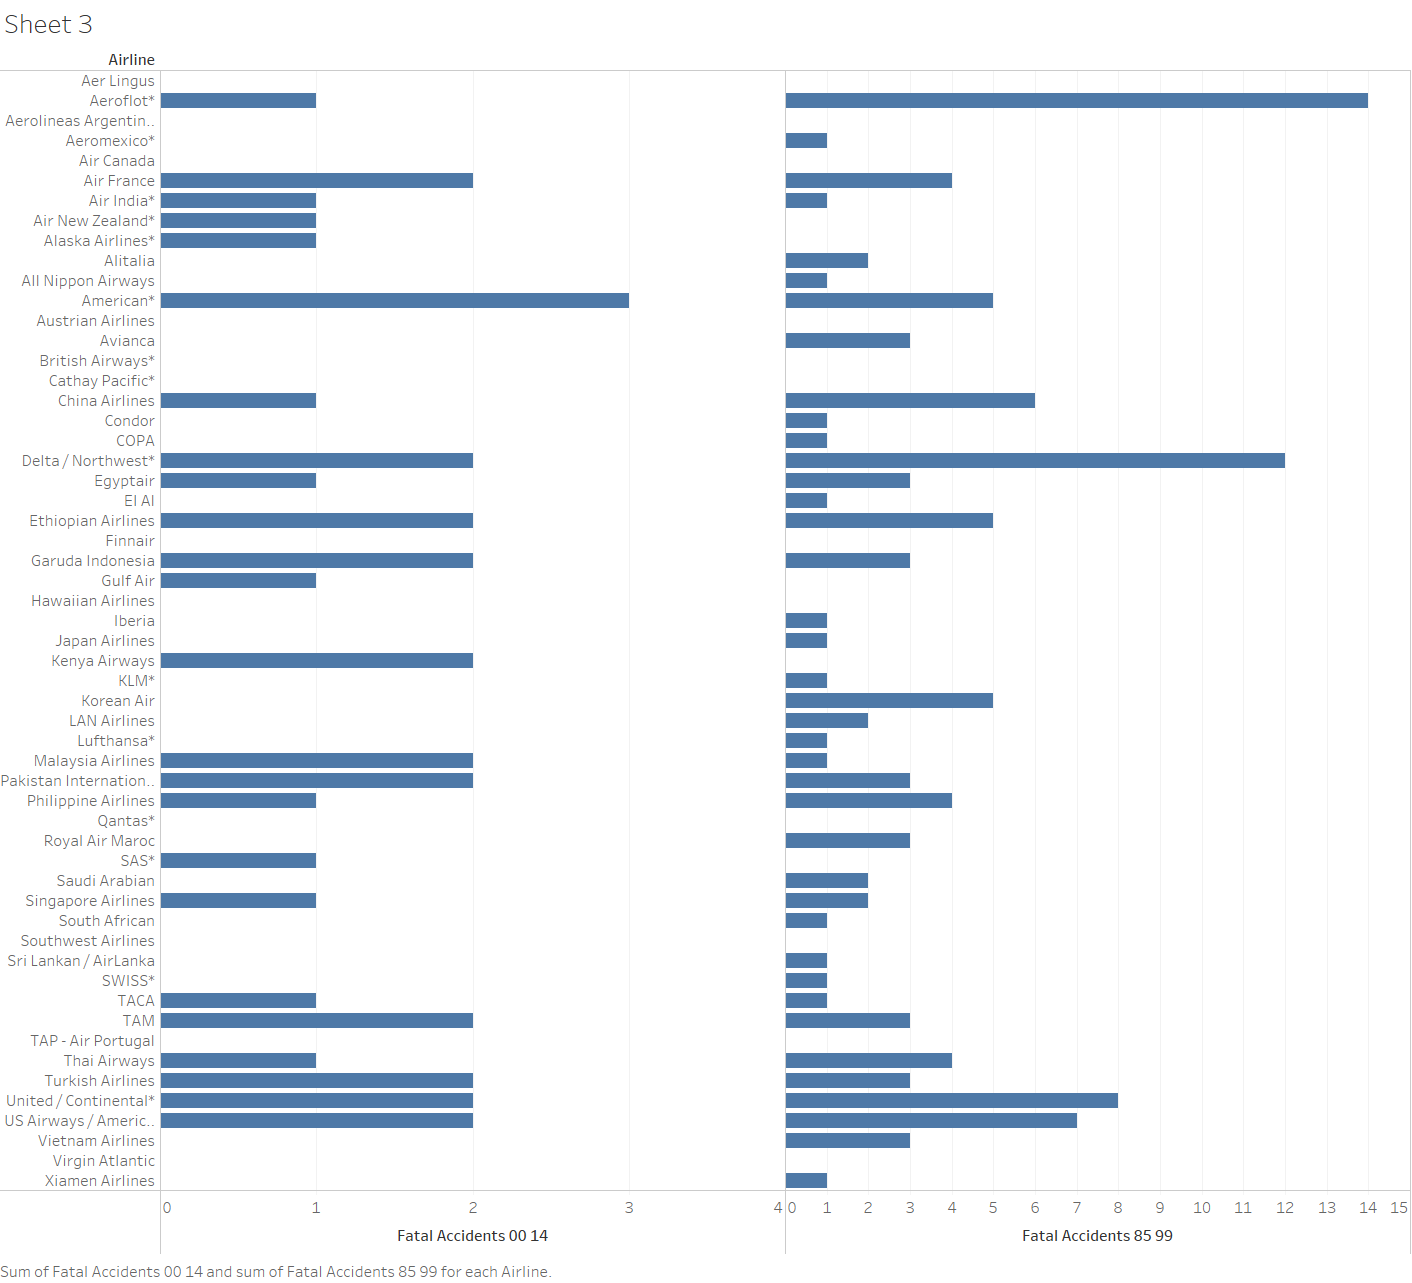 Sheet 3
Airline
Aer Lingus
Aeroflot*
Aerolineas Argentin..
Aeromexico*
Air Canada
Air France
Air India*
Air New Zealand*
Alaska Airlines*
Alitalia
All Nippon Airways
American*
Austrian Airlines
Avianca
British Airways*
Cathay Pacific*
China Airlines
Condor
COPA
Delta / Northwest*
Egyptair
El Al
Ethiopian Airlines
Finnair
Garuda Indonesia
Gulf Air
Hawaiian Airlines
Iberia
Japan Airlines
Kenya Airways
KLM*
Korean Air
LAN Airlines
Lufthansa*
Malaysia Airlines
Pakistan Internation..
Philippine Airlines
Qantas*
Royal Air Maroc
SAS*
Saudi Arabian
Singapore Airlines
South African
Southwest Airlines
Sri Lankan / AirLanka
SWISS*
TACA
TAM
TAP - Air Portugal
Thai Airways
Turkish Airlines
United / Continental*
US Airways / Americ..
Vietnam Airlines
Virgin Atlantic
Xiamen Airlines
0 1 2 3 4 0 1 2 3 4 5 6 7 8 9 10 11 12 13 14 15
Fatal Accidents 00 14 Fatal Accidents 85 99
Sum of Fatal Accidents 00 14 and sum of Fatal Accidents 85 99 for each Airline.